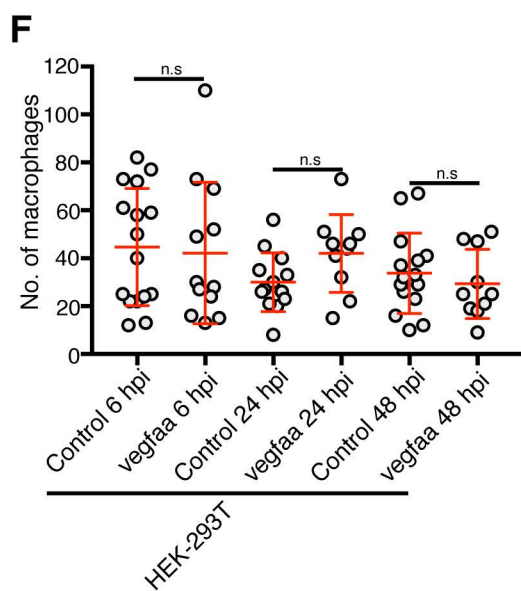 F
120
100
80
60
40
20
0
No. of macrophages
n.s
n.s
n.s
Control 6 hpi
vegfaa 6 hpi
Control 24 hpi
vegfaa 24 hpi
Control 48 hpi
vegfaa 48 hpi
HEK-293T